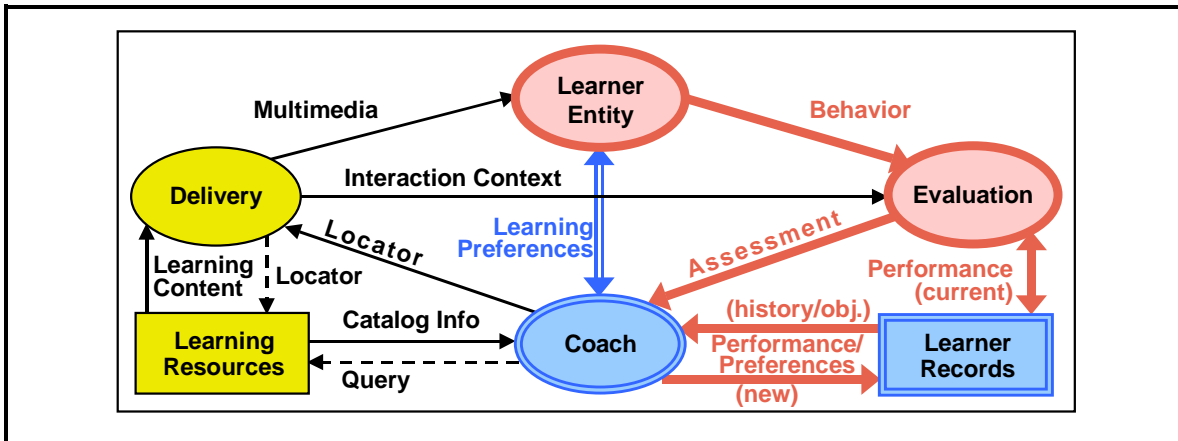 Learner
Entity
Multimedia
Behavior
Delivery
Interaction Context
Evaluation
Learning
Preferences
Locator
Assessment
Learning
Content
Locator
Performance
(current)
Learning
Resources
Catalog Info
Query
Coach
(history/obj.)
Performance/
Preferences
(new)
Learner
Records